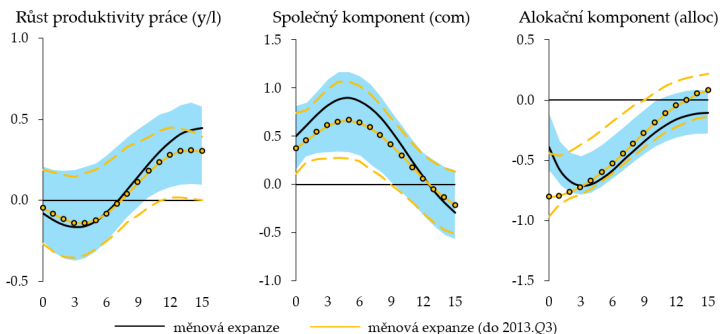 Růst produktivity práce (y/l) Společný komponent (com) Alokační komponent (alloc)
1.0 1.5 0.5
1.0
0.5 0.0
0.5
0.0 0.0 -0.5
-0.5 -1.0
-0.5 -1.0 -1.5
0 3 6 9 12 15 0 3 6 9 12 15 0 3 6 9 12 15
měnová expanze měnová expanze (do 2013.Q3)